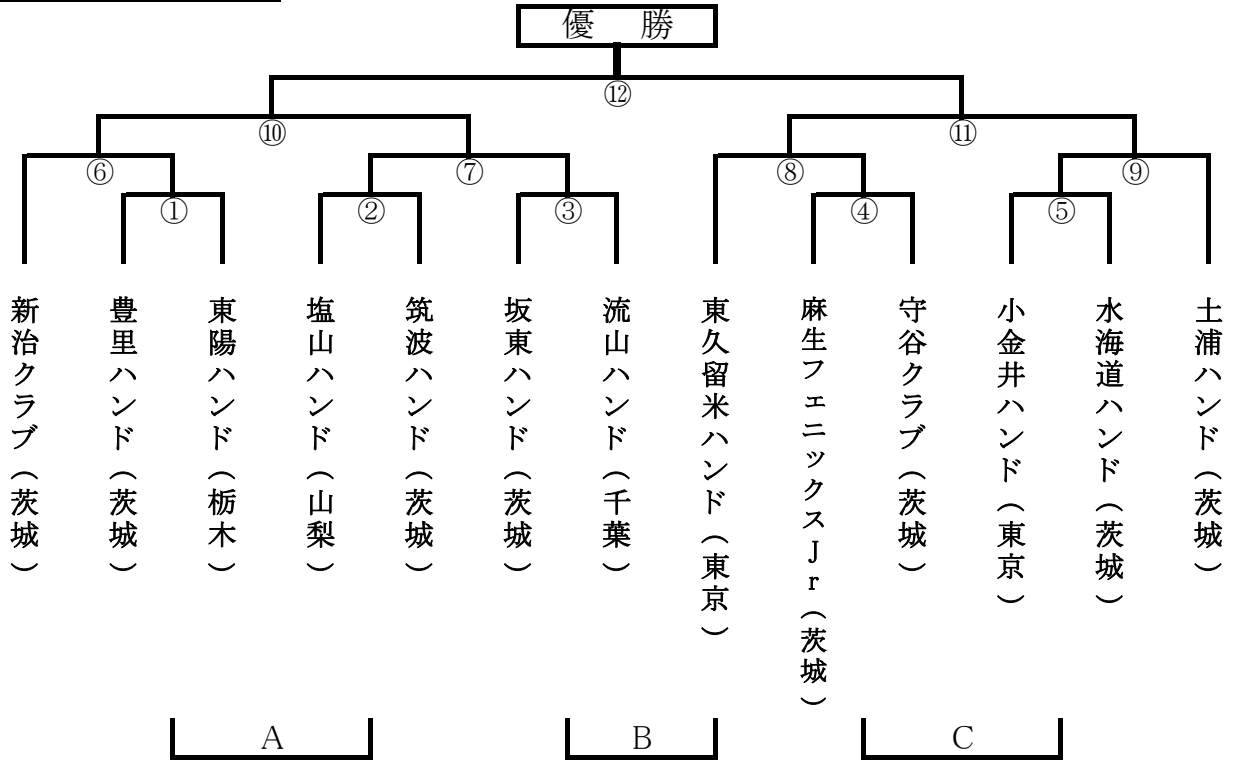 優　勝
⑫
⑩
⑪
⑥
⑦
⑧
⑨
①
②
③
④
⑤
新治クラブ（茨城）
豊里ハンド（茨城）
東陽ハンド（栃木）
塩山ハンド（山梨）
筑波ハンド（茨城）
坂東ハンド（茨城）
流山ハンド（千葉）
東久留米ハンド（東京）
麻生フェニックスJr（茨城）
守谷クラブ（茨城）
小金井ハンド（東京）
水海道ハンド（茨城）
土浦ハンド（茨城）
A
B
C